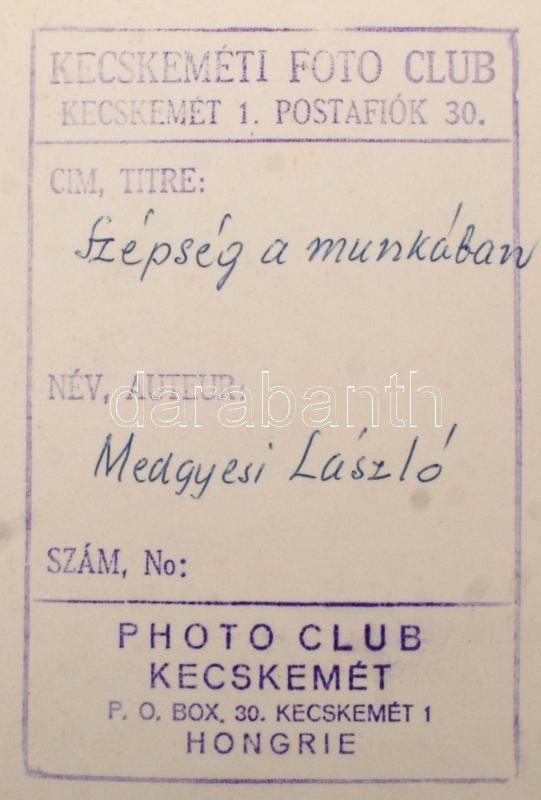 KECSKEMÉTI FOTO CLUB
KECSKEMÉT 1. POSTAFIÓK 30.
CIM, TITRE:
Szépség a munkában
NÉV, AUTEUR:
darabanth
Medgyesi László
SZÁM, No:
PHOTO CLUB
KECSKEMÉT
P. O. BOX. 30. KECSKEMÉT 1
HONGRIE